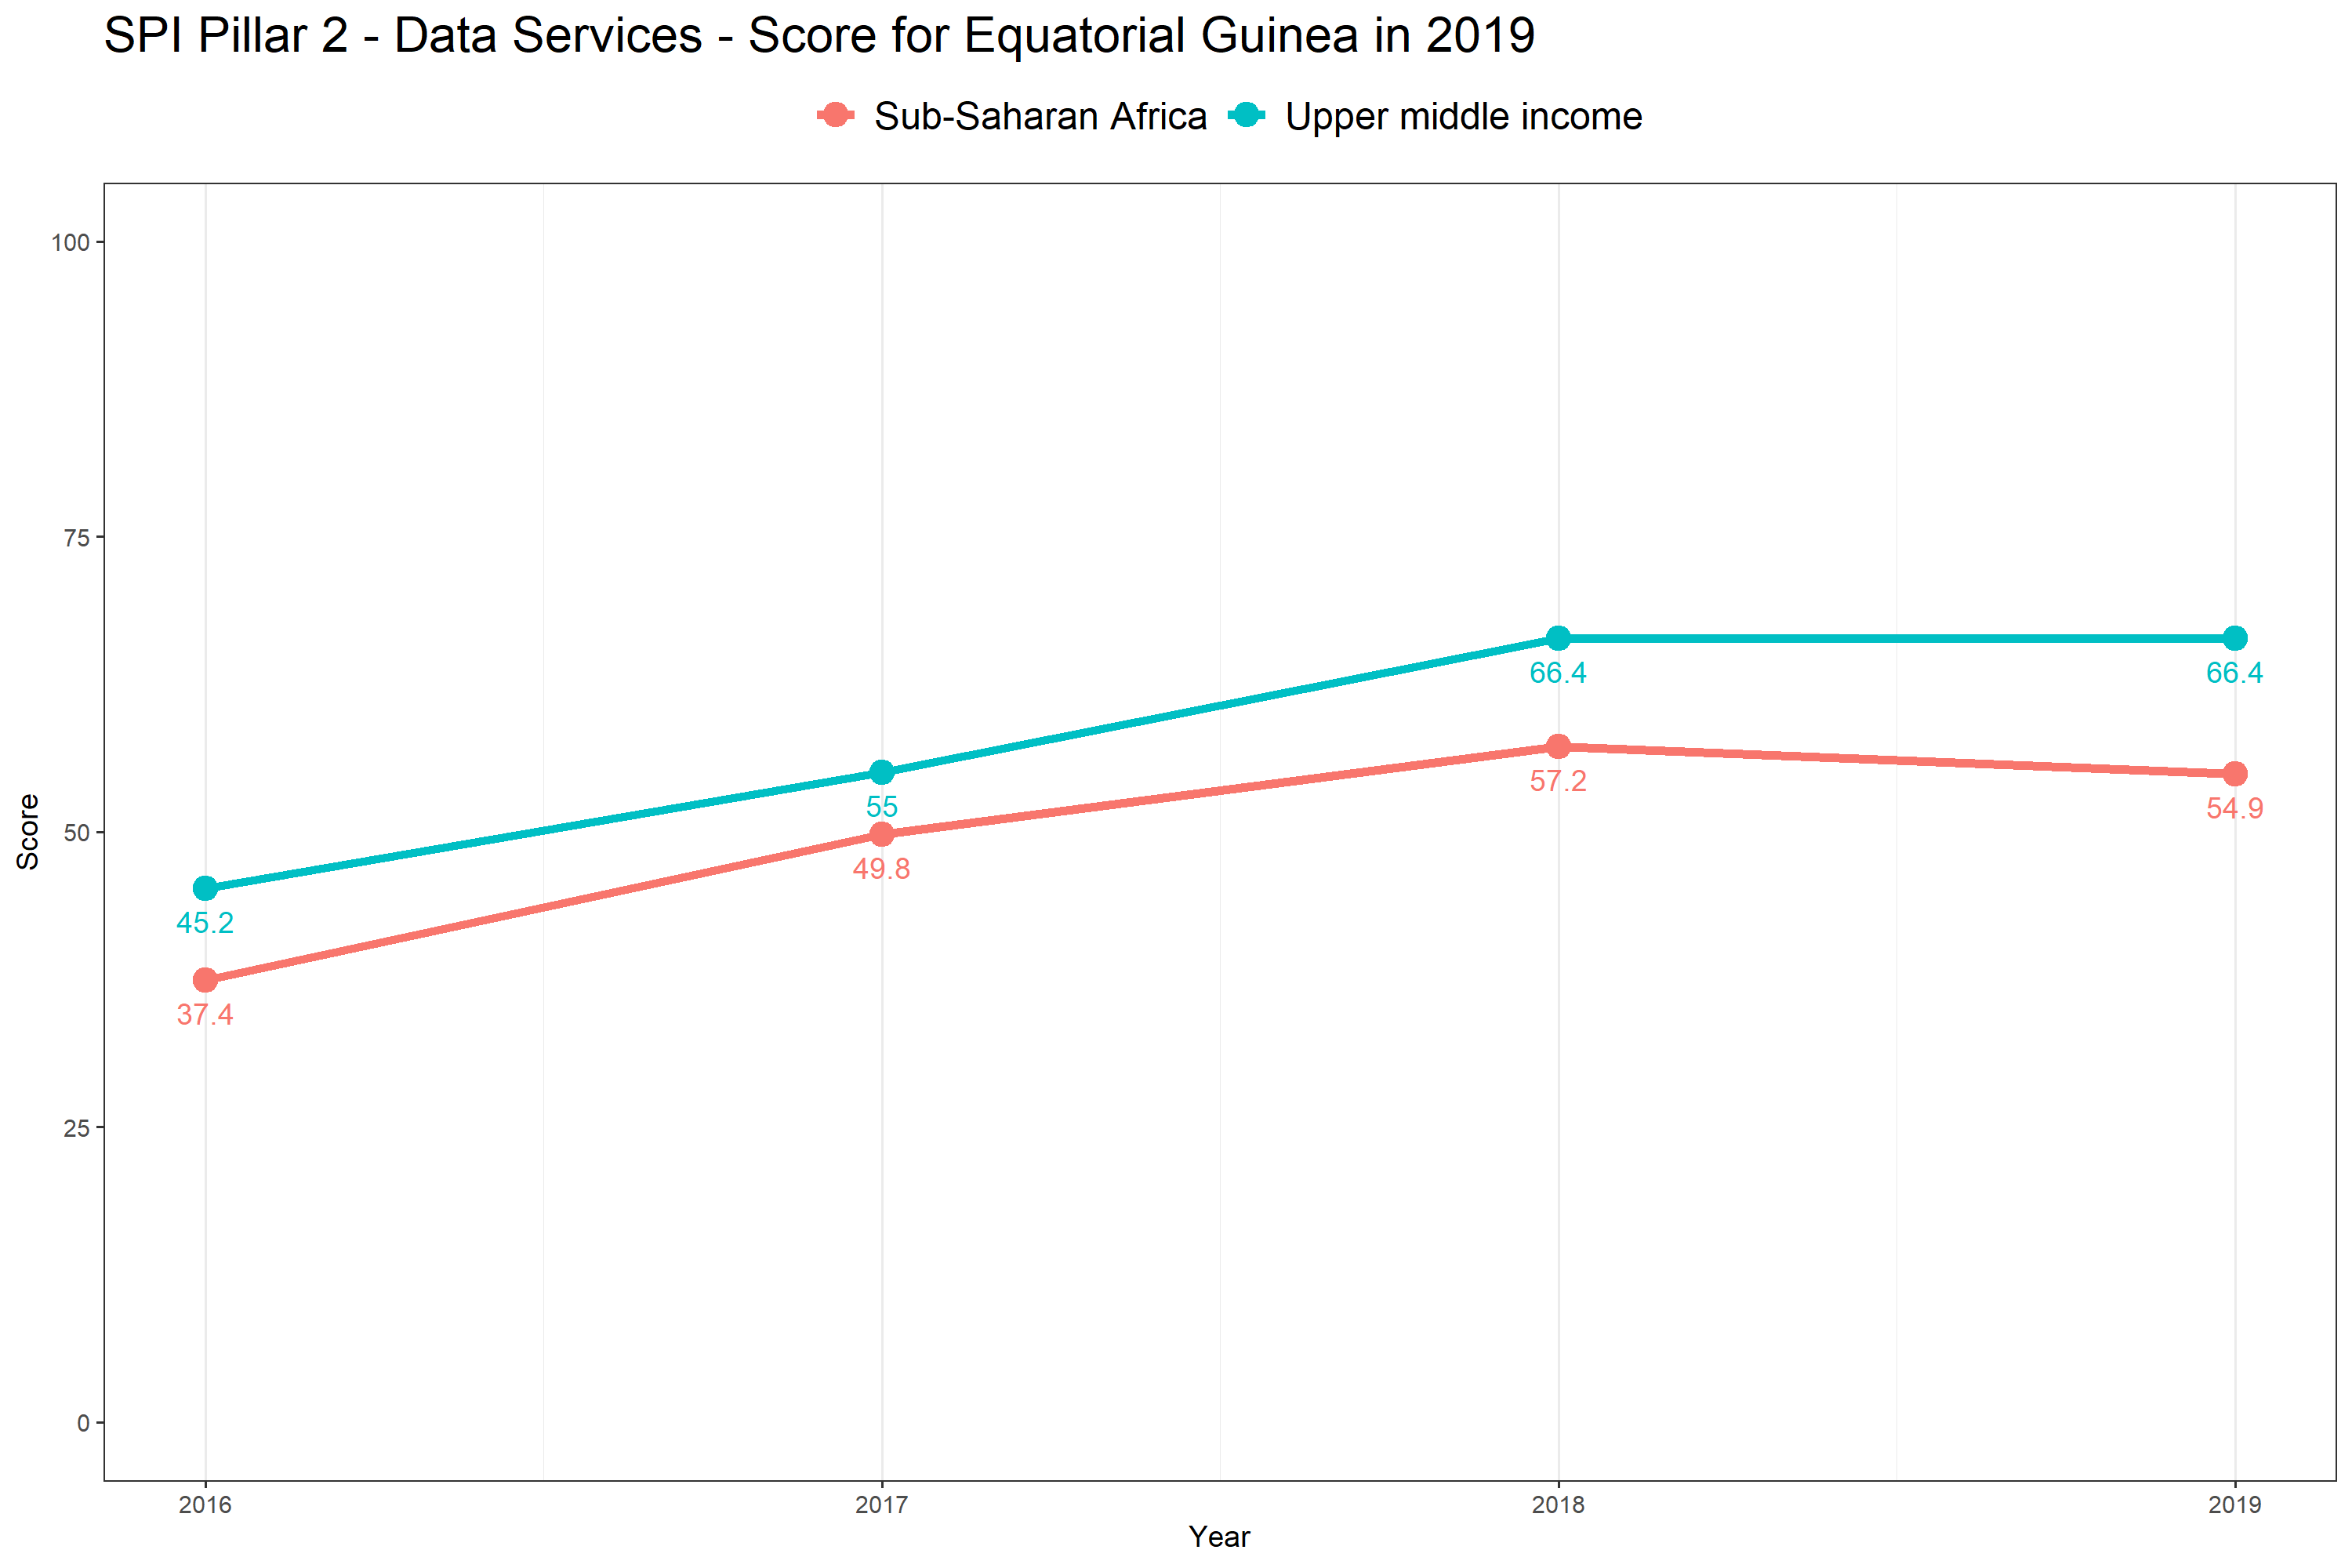 SPI Pillar 2 - Data Services - Score for Equatorial Guinea in 2019
Sub-Saharan Africa Upper middle income
100
75
50
25
0
Score
45.2
37.4
55
49.8
66.4
57.2
66.4
54.9
2016 2017 2018 2019
Year